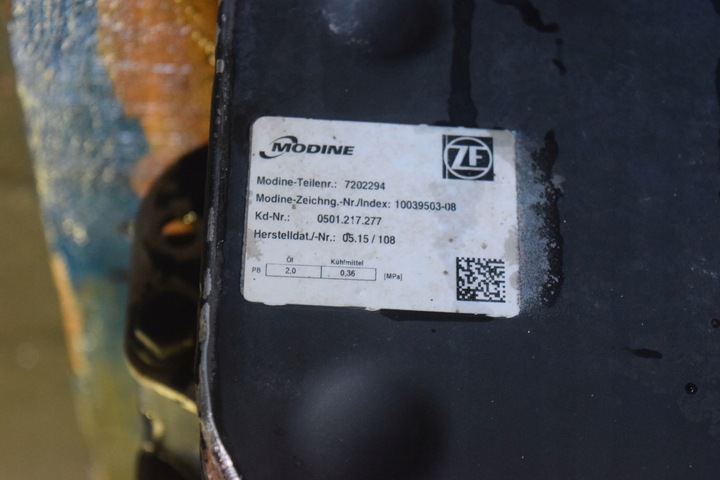 MODINE
ZF
Modine-Teilenr.: 7202294
Modine-Zeichng.-Nr./Index: 10039503-08
Kd-Nr.: 0501.217.277
Herstelldat./-Nr.: 05.15 / 108
Öl Kühlmittel
PB 2,0 0,36 [MPa]